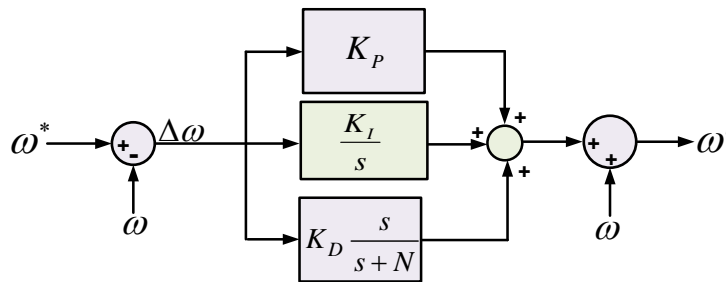 K_P
ω* + - Δω K_I/s + + + + + ω
ω
K_D s/(s + N)
ω